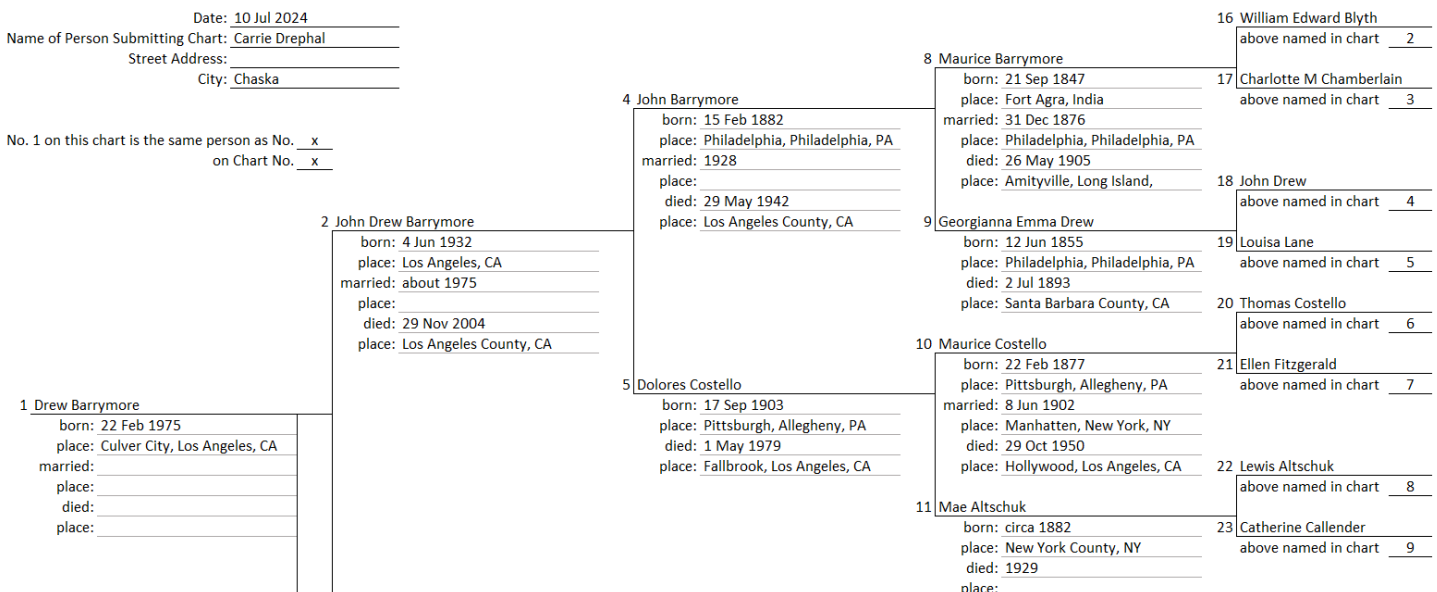 Date: 10 Jul 2024
Name of Person Submitting Chart: Carrie Drephal
Street Address:
City: Chaska
No. 1 on this chart is the same person as No. x
on Chart No. x
1 Drew Barrymore
born: 22 Feb 1975
place: Culver City, Los Angeles, CA
married:
place:
died:
place:
2 John Drew Barrymore
born: 4 Jun 1932
place: Los Angeles, CA
married: about 1975
place:
died: 29 Nov 2004
place: Los Angeles County, CA
4 John Barrymore
born: 15 Feb 1882
place: Philadelphia, Philadelphia, PA
married: 1928
place:
died: 29 May 1942
place: Los Angeles County, CA
5 Dolores Costello
born: 17 Sep 1903
place: Pittsburgh, Allegheny, PA
died: 1 May 1979
place: Fallbrook, Los Angeles, CA
8 Maurice Barrymore
born: 21 Sep 1847
place: Fort Agra, India
married: 31 Dec 1876
place: Philadelphia, Philadelphia, PA
died: 26 May 1905
place: Amityville, Long Island,
9 Georgianna Emma Drew
born: 12 Jun 1855
place: Philadelphia, Philadelphia, PA
died: 2 Jul 1893
place: Santa Barbara County, CA
10 Maurice Costello
born: 22 Feb 1877
place: Pittsburgh, Allegheny, PA
married: 8 Jun 1902
place: Manhatten, New York, NY
died: 29 Oct 1950
place: Hollywood, Los Angeles, CA
11 Mae Altschuk
born: circa 1882
place: New York County, NY
died: 1929
place:
16 William Edward Blyth
above named in chart 2
17 Charlotte M Chamberlain
above named in chart 3
18 John Drew
above named in chart 4
19 Louisa Lane
above named in chart 5
20 Thomas Costello
above named in chart 6
21 Ellen Fitzgerald
above named in chart 7
22 Lewis Altschuk
above named in chart 8
23 Catherine Callender
above named in chart 9